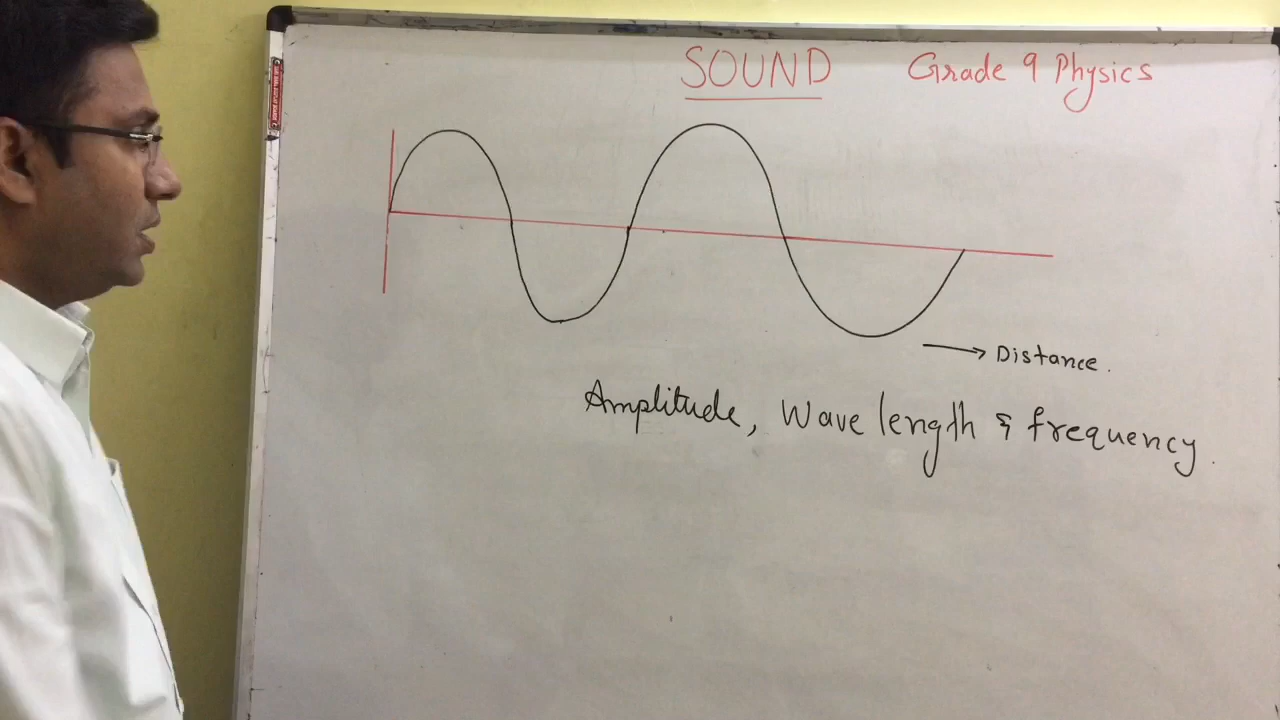 SOUND Grade 9 Physics
Distance.
Amplitude, Wave length & frequency.